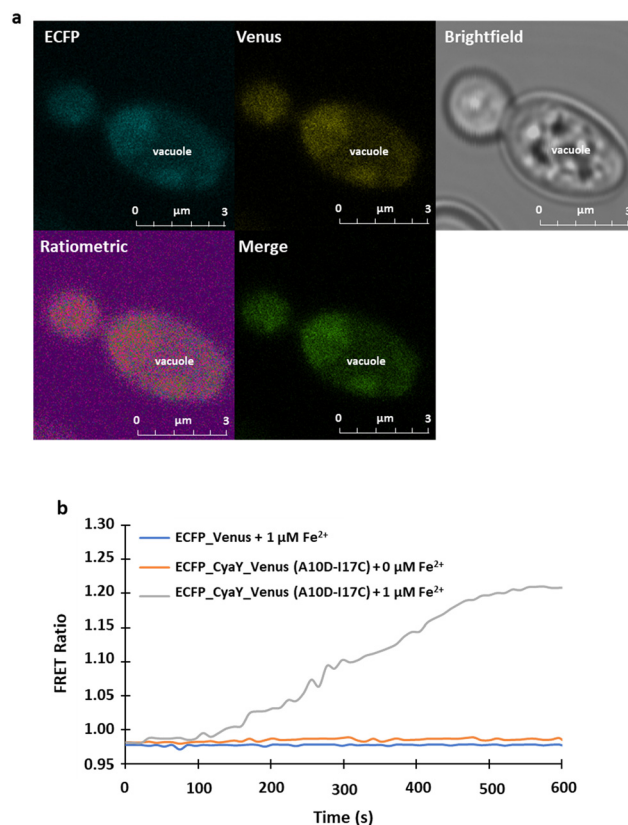 a
ECFP
Venus
Brightfield
vacuole
vacuole
vacuole
0 µm 3
0 µm 3
0 µm 3
Ratiometric
Merge
vacuole
vacuole
0 µm 3
0 µm 3
b
1.30
1.25
1.20
1.15
1.10
1.05
1.00
0.95
FRET Ratio
ECFP_Venus + 1 µM Fe²⁺
ECFP_CyaY_Venus (A10D-I17C) + 0 µM Fe²⁺
ECFP_CyaY_Venus (A10D-I17C) + 1 µM Fe²⁺
0 100 200 300 400 500 600
Time (s)